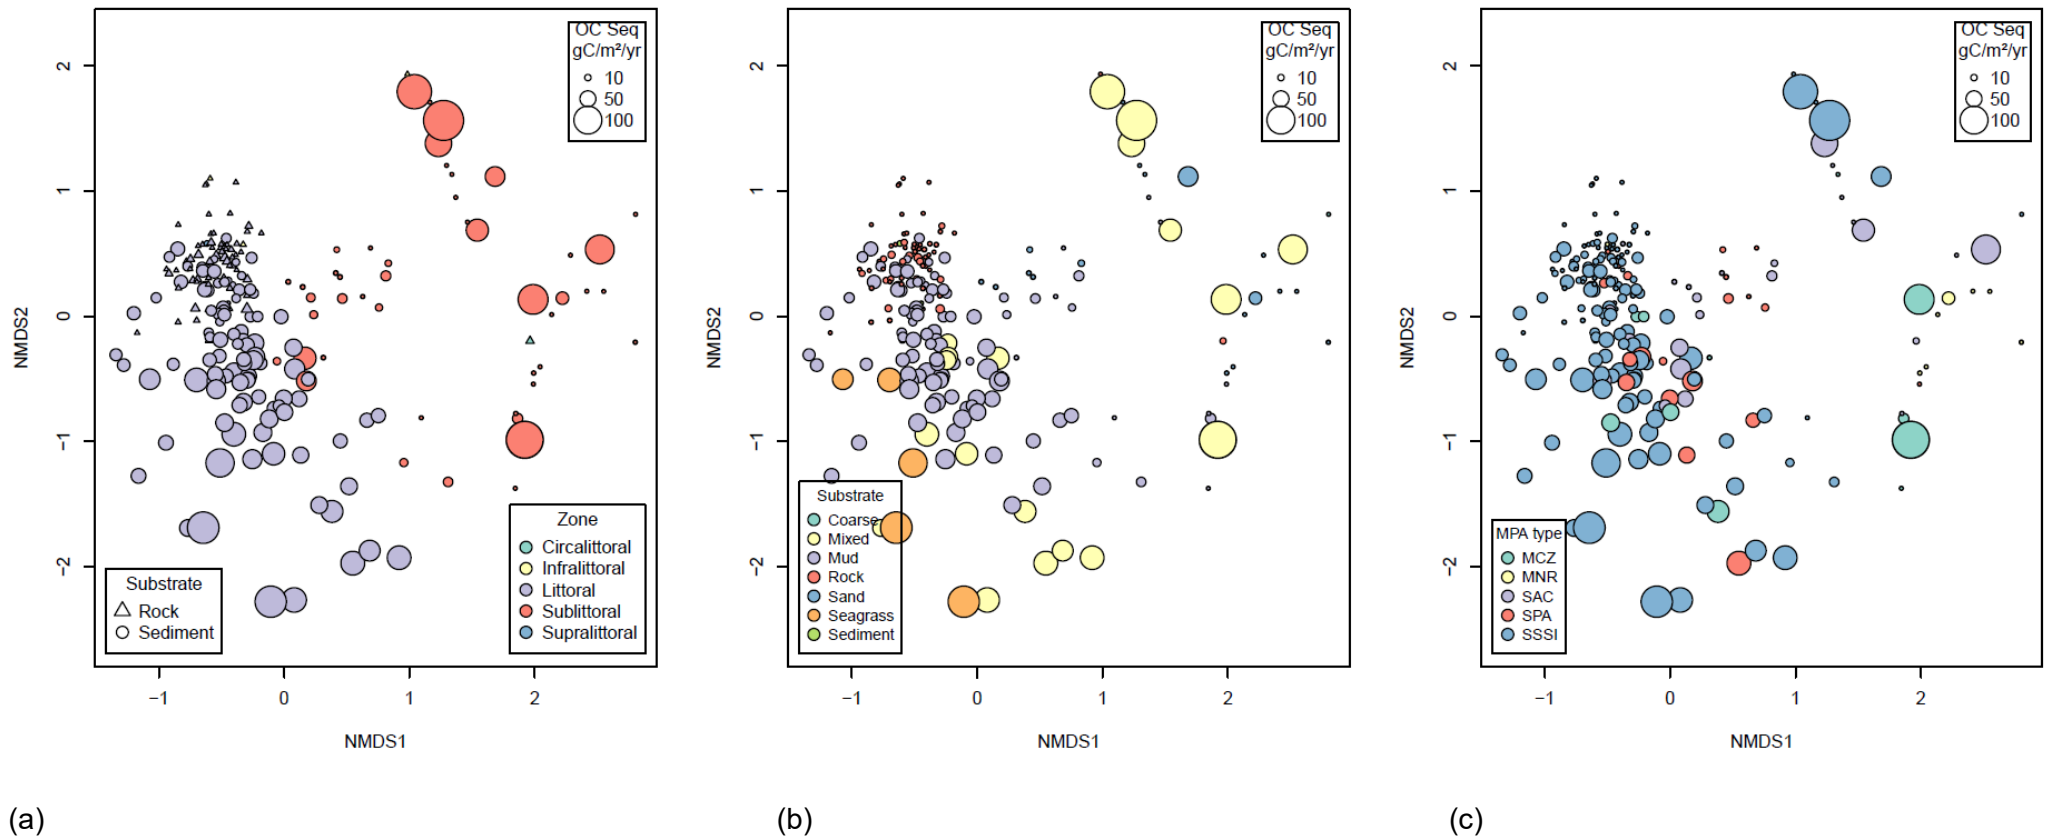 OC Seq
gC/m²/yr
10
50
100
2
1
0
−1
−2
NMDS2
Substrate
Rock
Sediment
Zone
Circalittoral
Infralittoral
Littoral
Sublittoral
Supralittoral
−1
0
1
2
NMDS1
(a)
OC Seq
gC/m²/yr
10
50
100
2
1
0
−1
−2
NMDS2
Substrate
Coarse
Mixed
Mud
Rock
Sand
Seagrass
Sediment
−1
0
1
2
NMDS1
(b)
OC Seq
gC/m²/yr
10
50
100
2
1
0
−1
−2
NMDS2
MPA type
MCZ
MNR
SAC
SPA
SSSI
−1
0
1
2
NMDS1
(c)